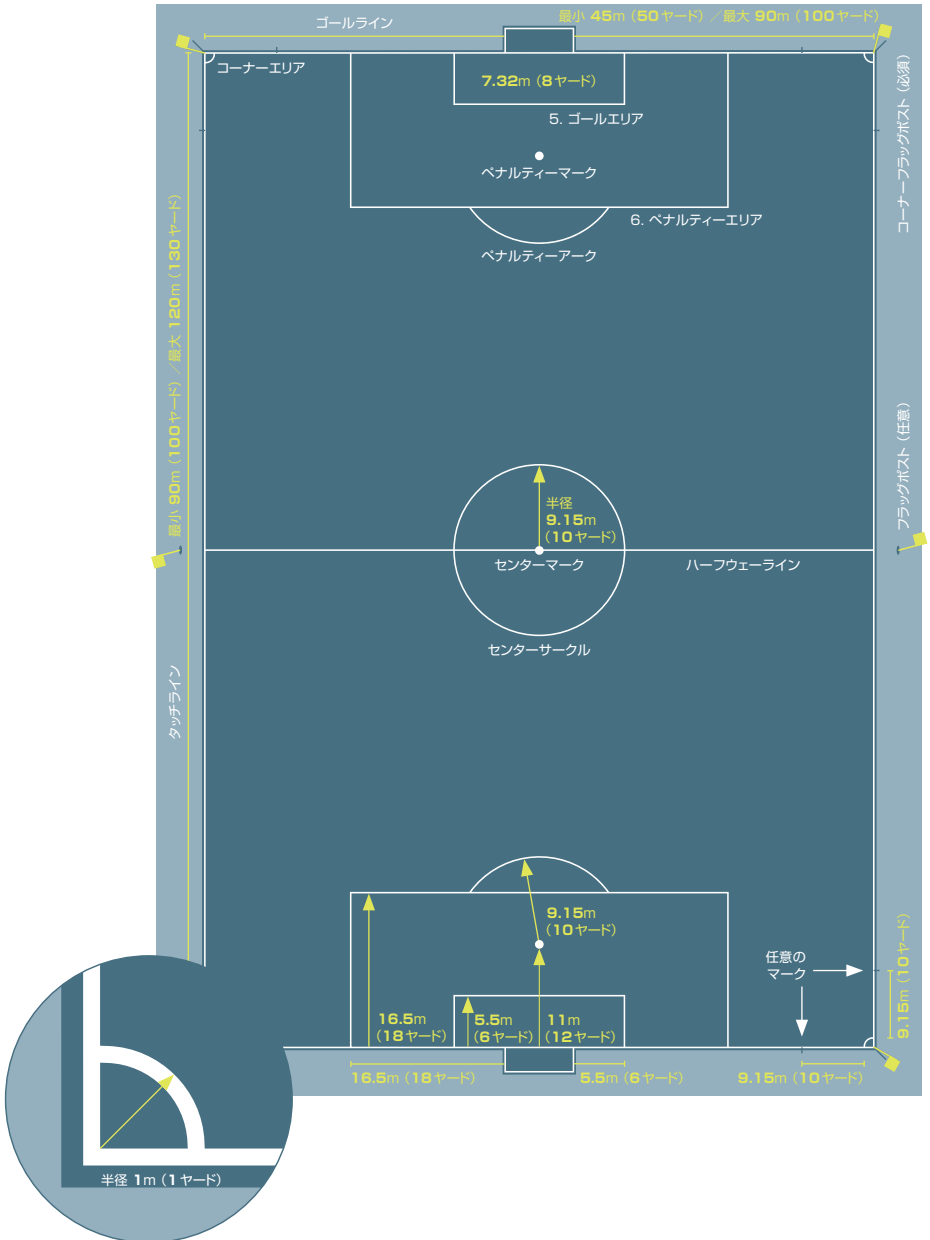 ゴールライン
最小 45m（50ヤード）／最大 90m（100ヤード）
コーナーエリア
7.32m（8ヤード）
5. ゴールエリア
ペナルティーマーク
6. ペナルティーエリア
ペナルティーアーク
コーナーフラッグポスト（必須）
最小 90m（100ヤード）／最大 120m（130ヤード）
フラッグポスト（任意）
半径
9.15m
（10ヤード）
センターマーク
ハーフウェーライン
センターサークル
タッチライン
9.15m
（10ヤード）
任意の
マーク
9.15m（10ヤード）
16.5m
（18ヤード）
5.5m
（6ヤード）
11m
（12ヤード）
16.5m（18ヤード）
5.5m（6ヤード）
9.15m（10ヤード）
半径 1m（1ヤード）